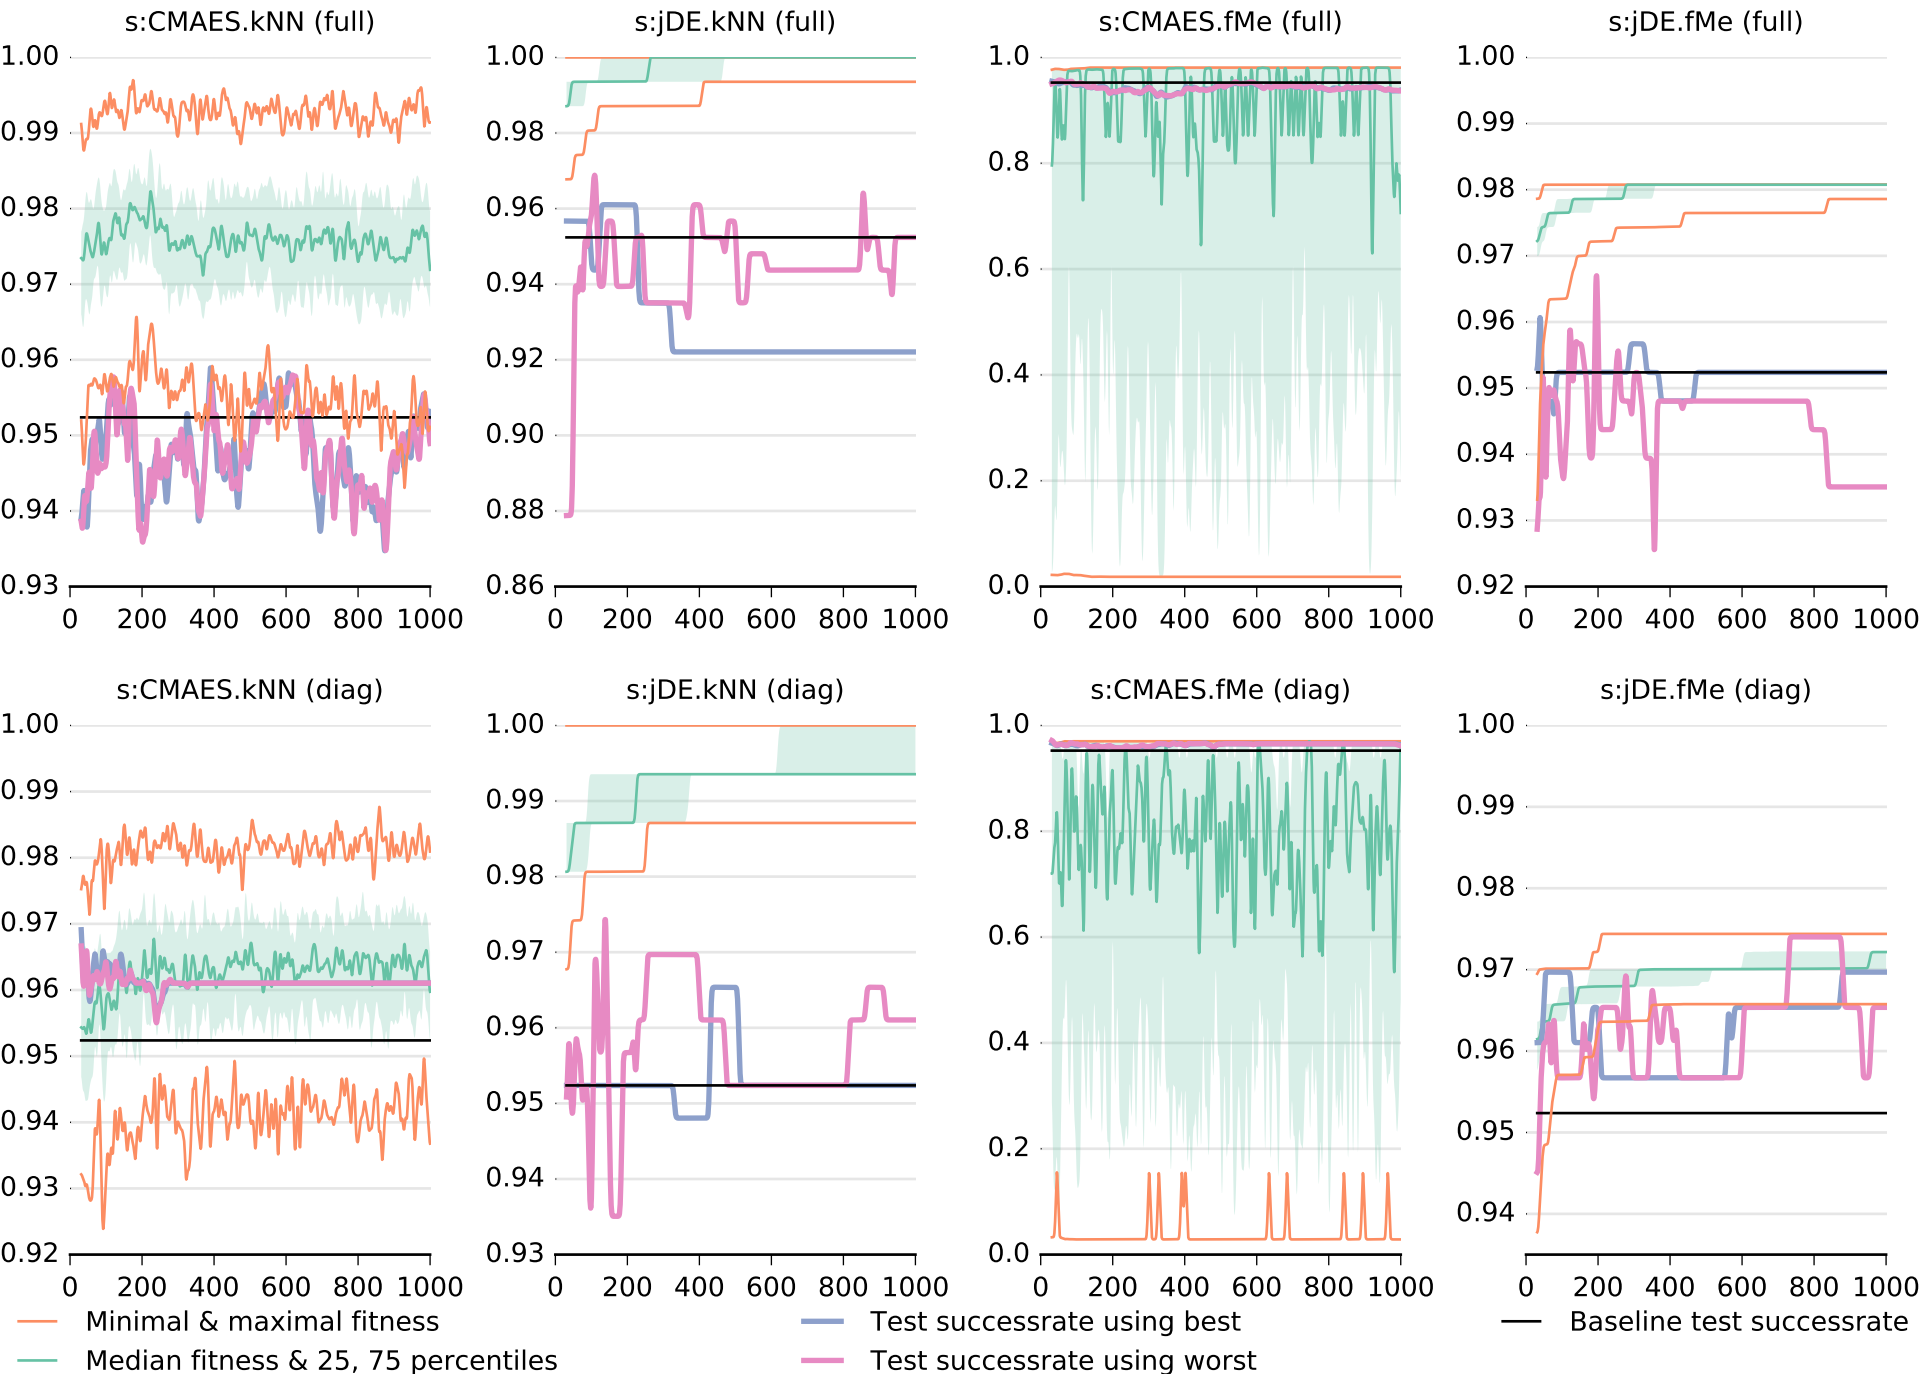 s:CMAES.kNN (full)
1.00
0.99
0.98
0.97
0.96
0.95
0.94
0.93
0 200 400 600 800 1000
s:jDE.kNN (full)
1.00
0.98
0.96
0.94
0.92
0.90
0.88
0.86
0 200 400 600 800 1000
s:CMAES.fMe (full)
1.0
0.8
0.6
0.4
0.2
0.0
0 200 400 600 800 1000
s:jDE.fMe (full)
1.00
0.99
0.98
0.97
0.96
0.95
0.94
0.93
0.92
0 200 400 600 800 1000
s:CMAES.kNN (diag)
1.00
0.99
0.98
0.97
0.96
0.95
0.94
0.93
0.92
0 200 400 600 800 1000
s:jDE.kNN (diag)
1.00
0.99
0.98
0.97
0.96
0.95
0.94
0.93
0 200 400 600 800 1000
s:CMAES.fMe (diag)
1.0
0.8
0.6
0.4
0.2
0.0
0 200 400 600 800 1000
s:jDE.fMe (diag)
1.00
0.99
0.98
0.97
0.96
0.95
0.94
0 200 400 600 800 1000
Minimal & maximal fitness
Median fitness & 25, 75 percentiles
Test successrate using best
Test successrate using worst
Baseline test successrate